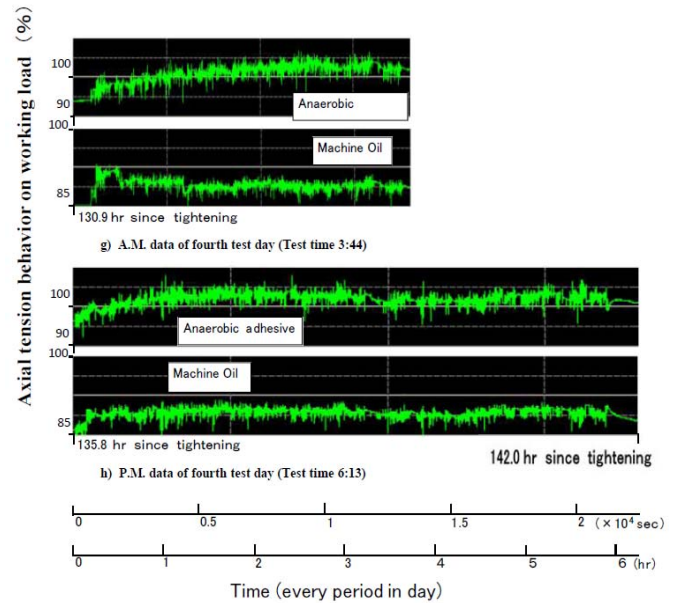 Axial tension behavior on working load (%)
100
90
Anaerobic
100
85
Machine Oil
130.9 hr since tightening
g) A.M. data of fourth test day (Test time 3:44)
100
90
Anaerobic adhesive
100
85
Machine Oil
135.8 hr since tightening
142.0 hr since tightening
h) P.M. data of fourth test day (Test time 6:13)
0 0.5 1 1.5 2 (×10⁴sec)
0 1 2 3 4 5 6 (hr)
Time (every period in day)